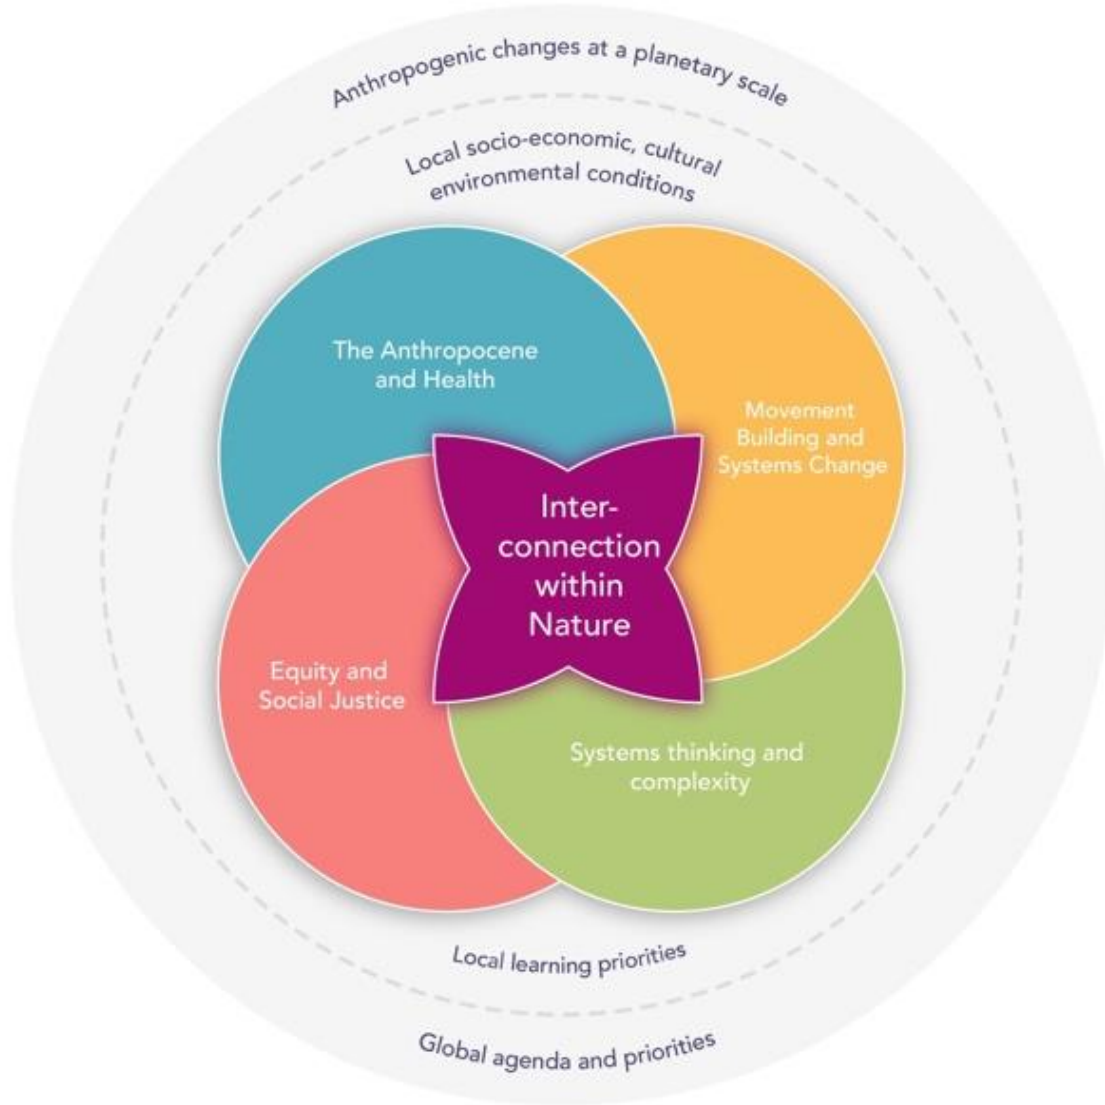 Anthropogenic changes at a planetary scale
Local socio-economic, cultural
environmental conditions
The Anthropocene
and Health
Movement
Building and
Systems Change
Inter-
connection
within
Nature
Equity and
Social Justice
Systems thinking and
complexity
Local learning priorities
Global agenda and priorities